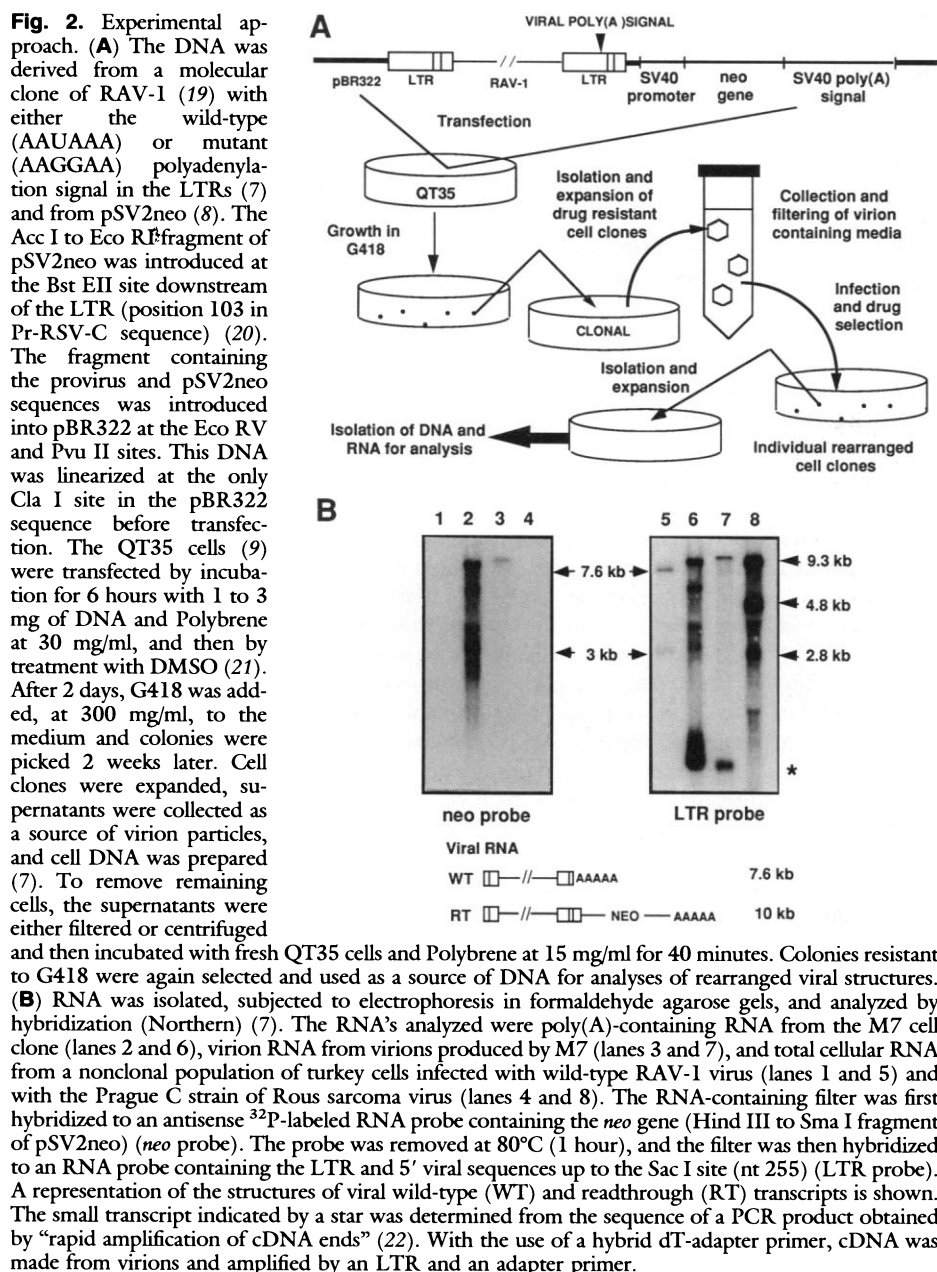 Fig. 2. Experimental ap-
proach. (A) The DNA was
derived from a molecular
clone of RAV-1 (19) with
either the wild-type
(AAUAAA) or mutant
(AAGGAA) polyadenyla-
tion signal in the LTRs (7)
and from pSV2neo (8). The
Acc I to Eco RI fragment of
pSV2neo was introduced at
the Bst EII site downstream
of the LTR (position 103 in
Pr-RSV-C sequence) (20).
The fragment containing
the provirus and pSV2neo
sequences was introduced
into pBR322 at the Eco RV
and Pvu II sites. This DNA
was linearized at the only
Cla I site in the pBR322
sequence before transfec-
tion. The QT35 cells (9)
were transfected by incuba-
tion for 6 hours with 1 to 3
mg of DNA and Polybrene
at 30 mg/ml, and then by
treatment with DMSO (21).
After 2 days, G418 was add-
ed, at 300 mg/ml, to the
medium and colonies were
picked 2 weeks later. Cell
clones were expanded, su-
pernatants were collected as
a source of virion particles,
and cell DNA was prepared
(7). To remove remaining
cells, the supernatants were
either filtered or centrifuged
and then incubated with fresh QT35 cells and Polybrene at 15 mg/ml for 40 minutes. Colonies resistant
to G418 were again selected and used as a source of DNA for analyses of rearranged viral structures.
(B) RNA was isolated, subjected to electrophoresis in formaldehyde agarose gels, and analyzed by
hybridization (Northern) (7). The RNA's analyzed were poly(A)-containing RNA from the M7 cell
clone (lanes 2 and 6), virion RNA from virions produced by M7 (lanes 3 and 7), and total cellular RNA
from a nonclonal population of turkey cells infected with wild-type RAV-1 virus (lanes 1 and 5) and
with the Prague C strain of Rous sarcoma virus (lanes 4 and 8). The RNA-containing filter was first
hybridized to an antisense ³²P-labeled RNA probe containing the neo gene (Hind III to Sma I fragment
of pSV2neo) (neo probe). The probe was removed at 80°C (1 hour), and the filter was then hybridized
to an RNA probe containing the LTR and 5′ viral sequences up to the Sac I site (nt 255) (LTR probe).
A representation of the structures of viral wild-type (WT) and readthrough (RT) transcripts is shown.
The small transcript indicated by a star was determined from the sequence of a PCR product obtained
by "rapid amplification of cDNA ends" (22). With the use of a hybrid dT-adapter primer, cDNA was
made from virions and amplified by an LTR and an adapter primer.
A
VIRAL POLY(A )SIGNAL
pBR322 LTR // RAV-1 LTR SV40 neo SV40 poly(A)
promoter gene signal
Transfection
QT35
Growth in
G418
Isolation and
expansion of
drug resistant
cell clones
CLONAL
Collection and
filtering of virion
containing media
Infection
and drug
selection
Isolation and
expansion
Isolation of DNA and
RNA for analysis
Individual rearranged
cell clones
B
1 2 3 4 5 6 7 8
7.6 kb 9.3 kb
4.8 kb
3 kb 2.8 kb
*
neo probe LTR probe
Viral RNA
WT // AAAAA 7.6 kb
RT // NEO AAAAA 10 kb